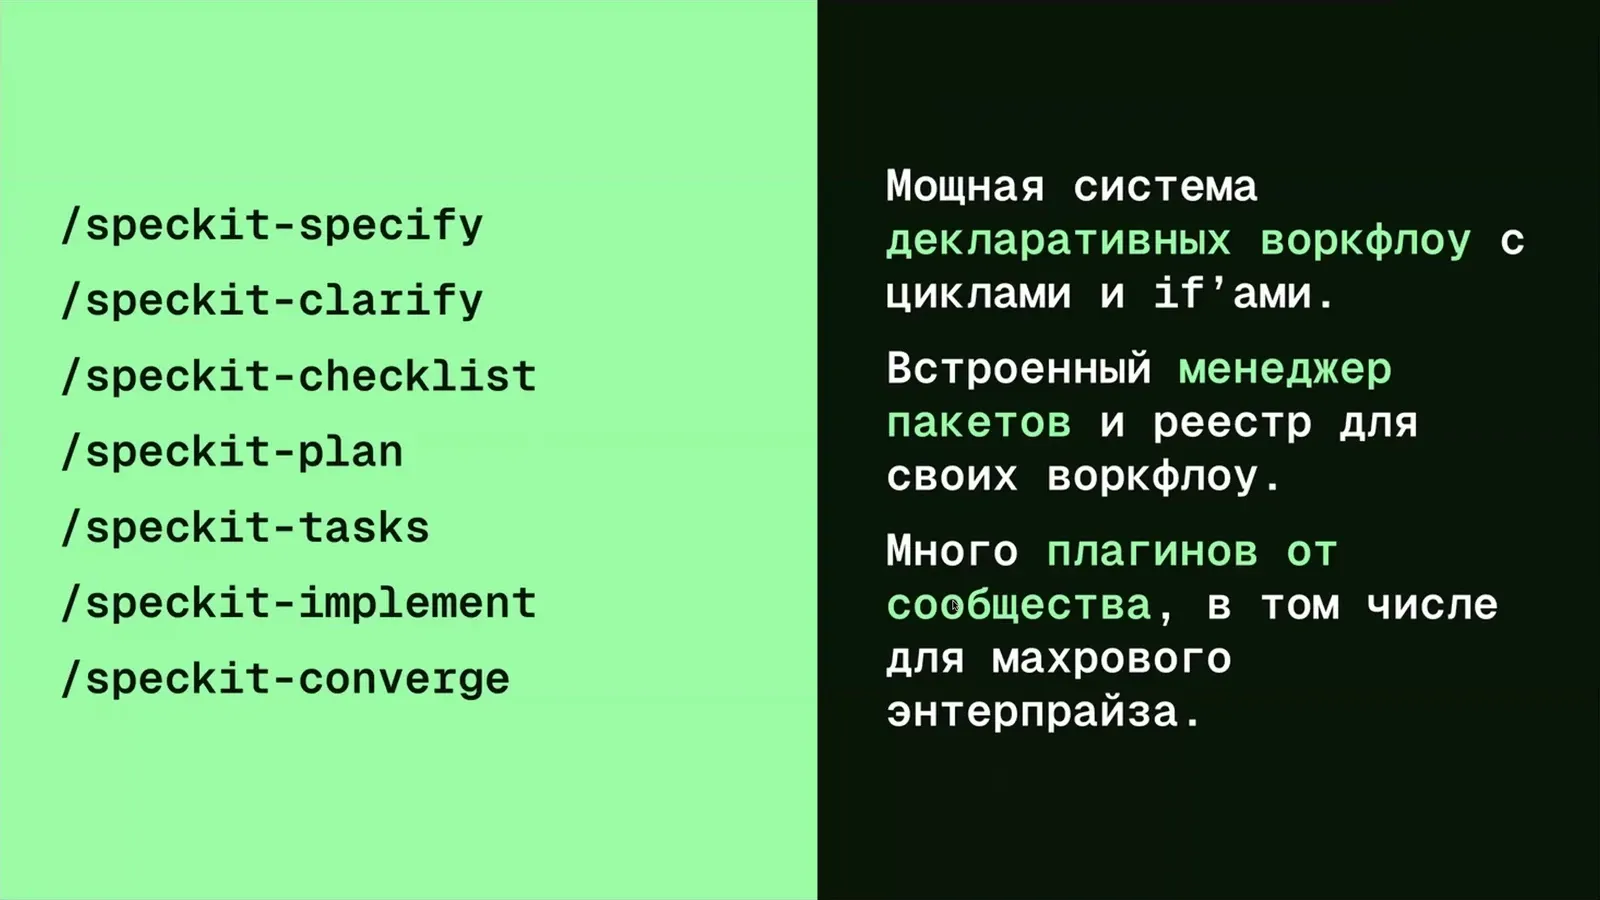 /speckit-specify
/speckit-clarify
/speckit-checklist
/speckit-plan
/speckit-tasks
/speckit-implement
/speckit-converge
Мощная система
декларативных воркфлоу с
циклами и if’ами.
Встроенный менеджер
пакетов и реестр для
своих воркфлоу.
Много плагинов от
сообщества, в том числе
для махрового
энтерпрайза.